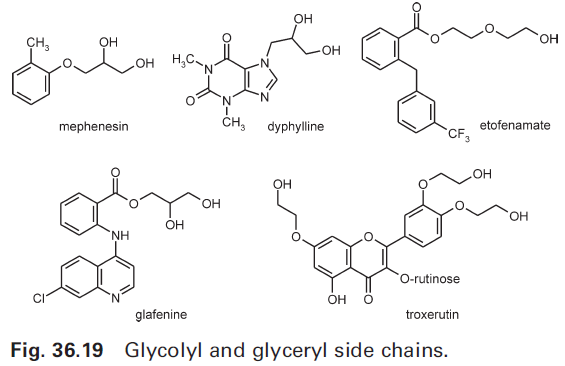 CH3
OH
O
OH
mephenesin
OH
OH
O
H3C
N
N
O
N
N
CH3
dyphylline
O
O
O
OH
CF3
etofenamate
O
O
OH
OH
NH
Cl
N
glafenine
OH
O
OH
O
O
OH
O
O-rutinose
OH
O
troxerutin
Fig. 36.19 Glycolyl and glyceryl side chains.